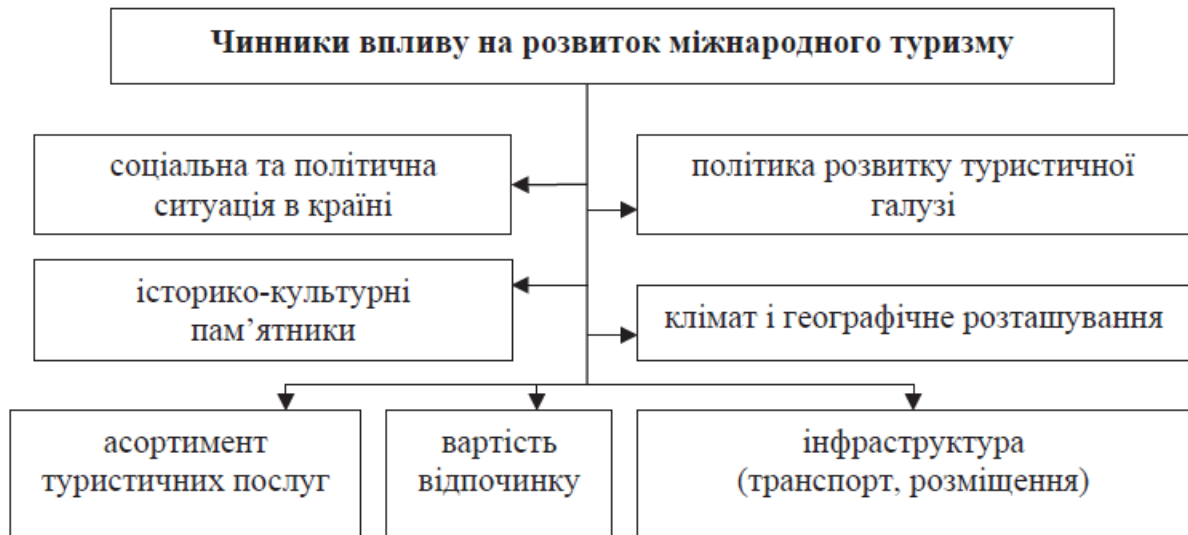 Чинники впливу на розвиток міжнародного туризму
соціальна та політична
ситуація в країні
політика розвитку туристичної
галузі
історико-культурні
пам’ятники
клімат і географічне розташування
асортимент
туристичних послуг
вартість
відпочинку
інфраструктура
(транспорт, розміщення)